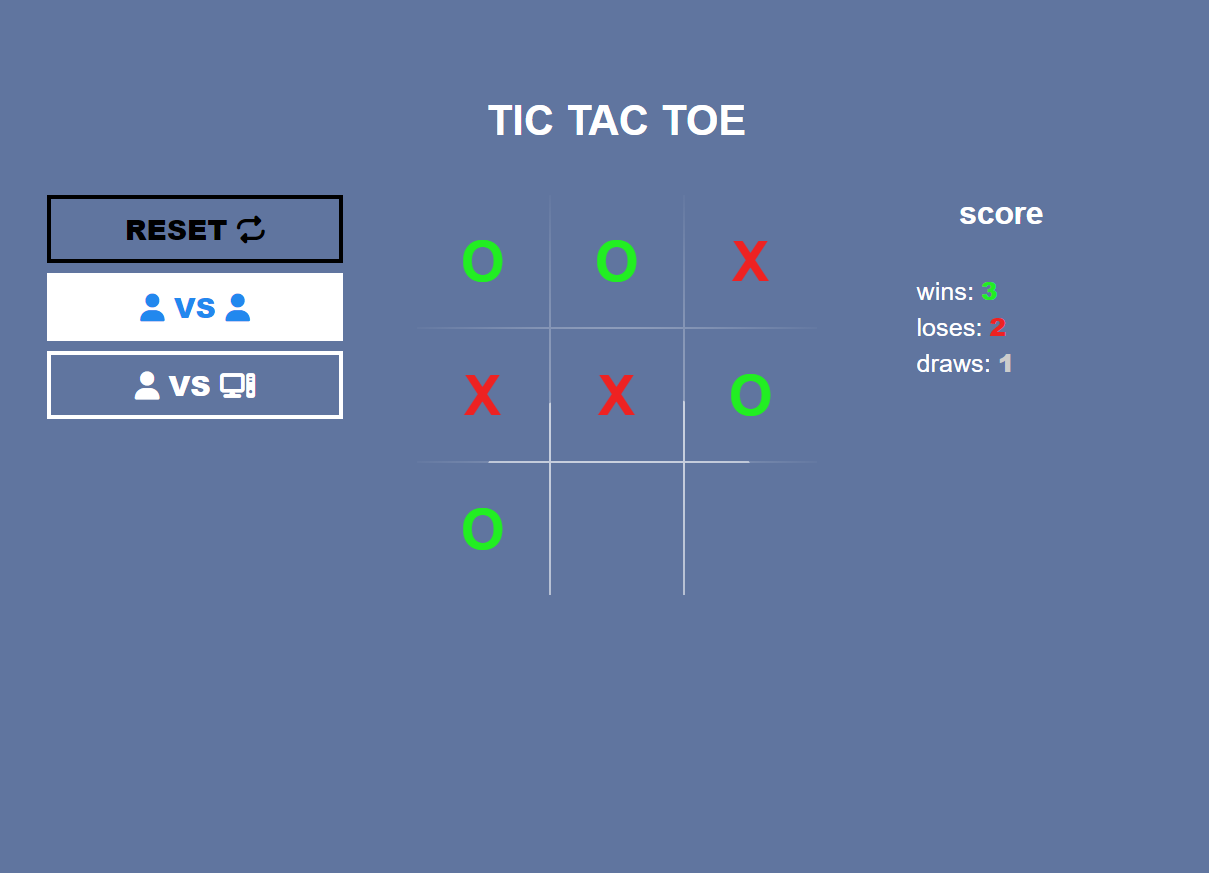 TIC TAC TOE
RESET
VS
VS
O O X
X X O
O
score
wins: 3
loses: 2
draws: 1